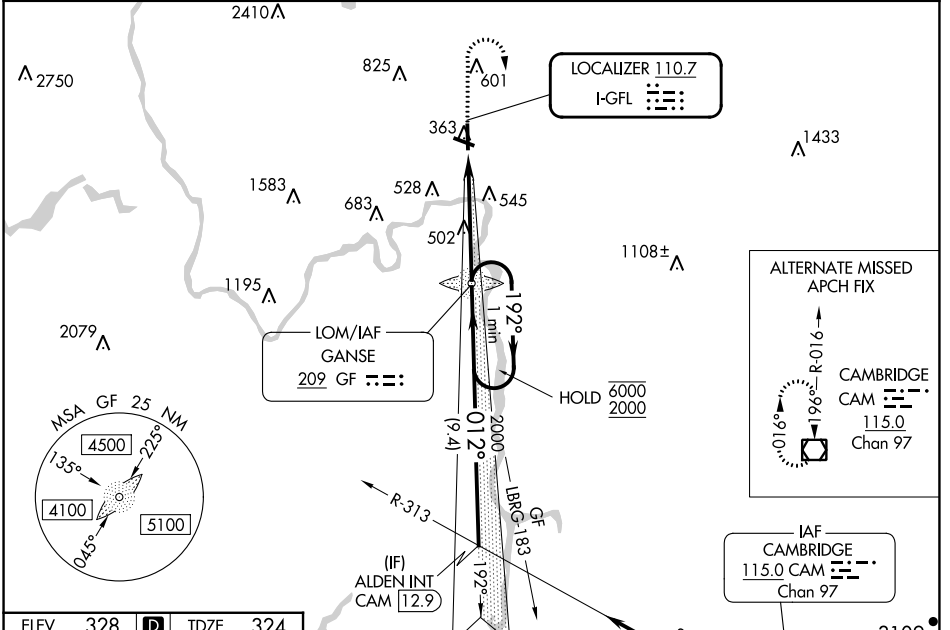 2410
2750
825
601
LOCALIZER 110.7
I-GFL
363
1433
1583
528
683
545
502
1108±
1195
2079
ALTERNATE MISSED
APCH FIX
R-016
196°
016°
CAMBRIDGE
CAM
115.0
Chan 97
LOM/IAF
GANSE
209 GF
192°
1 min
HOLD 6000
2000
MSA GF 25 NM
4500
225°
135°
4100
5100
045°
012°
(9.4)
2000
GF
LBRG-183
R-313
(IF)
ALDEN INT
CAM 12.9
192°
IAF
CAMBRIDGE
115.0 CAM
Chan 97
ELEV 328 D TDZE 324